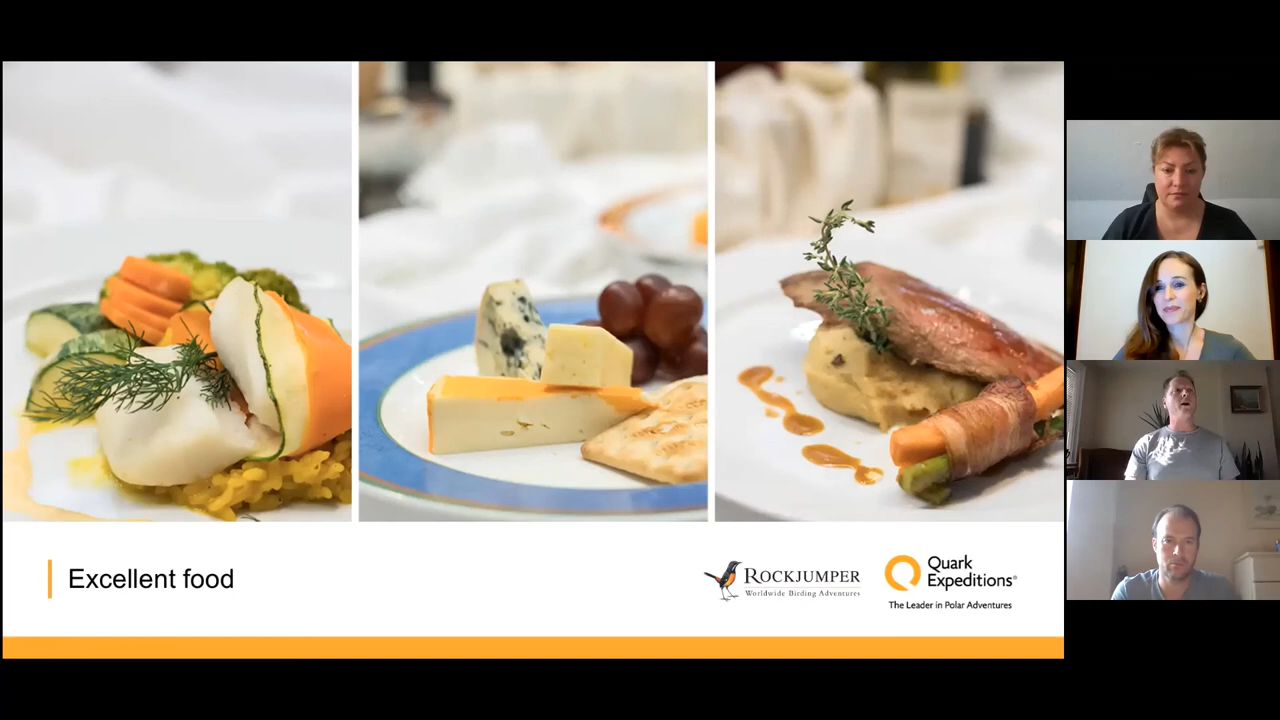 Excellent food
ROCKJUMPER
Worldwide Birding Adventures
Quark
Expeditions®
The Leader in Polar Adventures